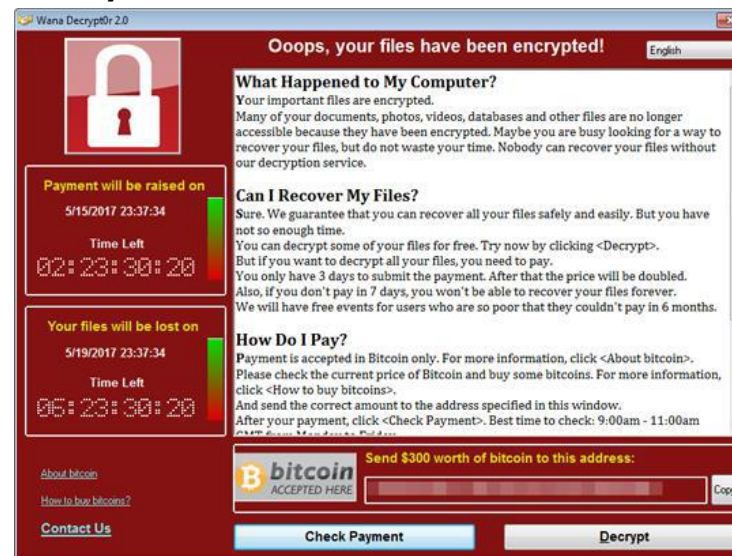 Wana Decrypt0r 2.0
Ooops, your files have been encrypted!
English
What Happened to My Computer?
Your important files are encrypted.
Many of your documents, photos, videos, databases and other files are no longer
accessible because they have been encrypted. Maybe you are busy looking for a way to
recover your files, but do not waste your time. Nobody can recover your files without
our decryption service.
Can I Recover My Files?
Sure. We guarantee that you can recover all your files safely and easily. But you have
not so enough time.
You can decrypt some of your files for free. Try now by clicking <Decrypt>.
But if you want to decrypt all your files, you need to pay.
You only have 3 days to submit the payment. After that the price will be doubled.
Also, if you don't pay in 7 days, you won't be able to recover your files forever.
We will have free events for users who are so poor that they couldn't pay in 6 months.
How Do I Pay?
Payment is accepted in Bitcoin only. For more information, click <About bitcoin>.
Please check the current price of Bitcoin and buy some bitcoins. For more information,
click <How to buy bitcoins>.
And send the correct amount to the address specified in this window.
After your payment, click <Check Payment>. Best time to check: 9:00am - 11:00am
GMT from Monday to Friday
Payment will be raised on
5/15/2017 23:37:34
Time Left
02:23:30:20
Your files will be lost on
5/19/2017 23:37:34
Time Left
06:23:30:20
About bitcoin
How to buy bitcoins?
Contact Us
bitcoin
ACCEPTED HERE
Send $300 worth of bitcoin to this address:
Check Payment
Decrypt